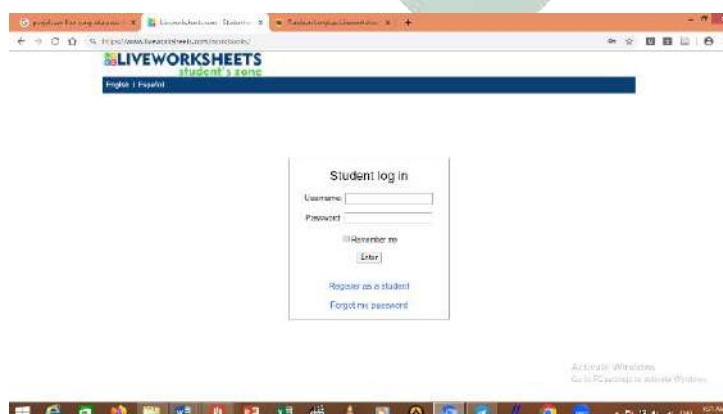 LIVEWORKSHEETS
student's zone
English | Español
Student log in
Username:
Password:
Remember me
Enter
Register as a student
Forgot my password
Activate Windows
Go to PC settings to activate Windows.